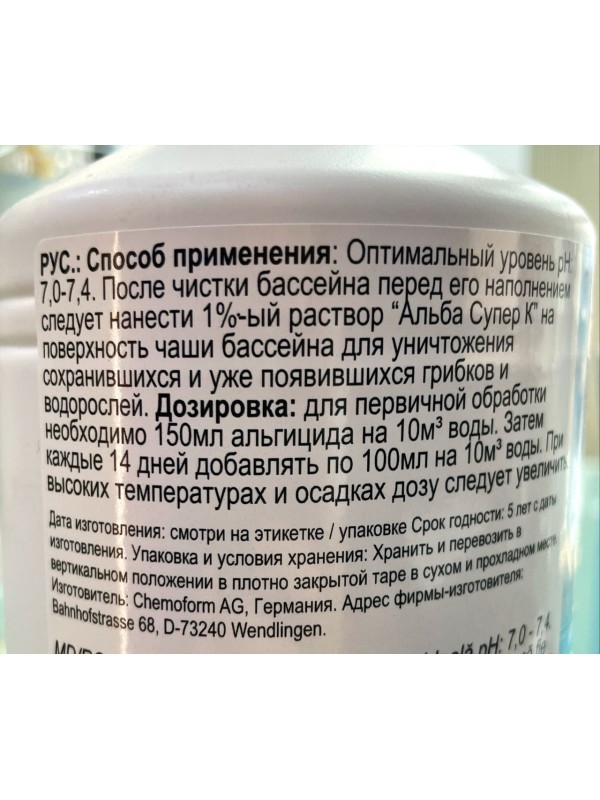 РУС.: Способ применения: Оптимальный уровень pH:
7,0-7,4. После чистки бассейна перед его наполнением
следует нанести 1%-ый раствор “Альба Супер К” на
поверхность чаши бассейна для уничтожения
сохранившихся и уже появившихся грибков и
водорослей. Дозировка: для первичной обработки
необходимо 150мл альгицида на 10м³ воды. Затем
каждые 14 дней добавлять по 100мл на 10м³ воды. При
высоких температурах и осадках дозу следует увеличить.
Дата изготовления: смотри на этикетке / упаковке Срок годности: 5 лет с даты
изготовления. Упаковка и условия хранения: Хранить и перевозить в
вертикальном положении в плотно закрытой таре в сухом и прохладном месте.
Изготовитель: Chemoform AG, Германия. Адрес фирмы-изготовителя:
Bahnhofstrasse 68, D-73240 Wendlingen.
pH: 7,0 - 7,4.